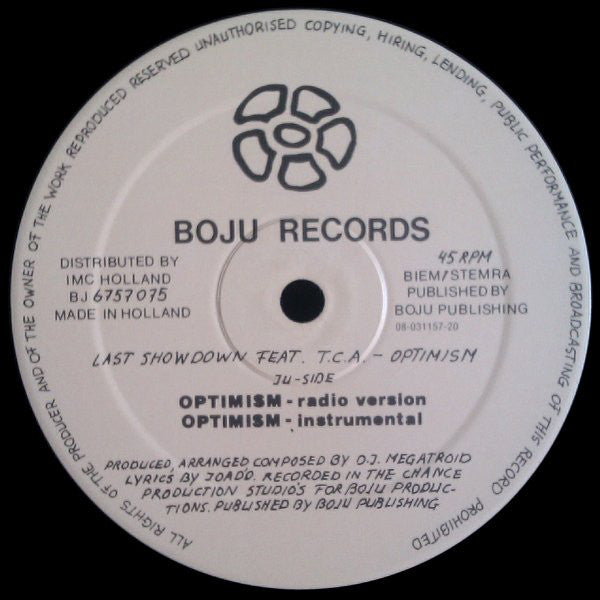 ALL RIGHTS OF THE PRODUCER AND OF THE OWNER OF THE WORK REPRODUCED RESERVED UNAUTHORISED COPYING, HIRING, LENDING, PUBLIC PERFORMANCE AND BROADCASTING OF THIS RECORD PROHIBITED
BOJU RECORDS
DISTRIBUTED BY
IMC HOLLAND
BJ 6757075
MADE IN HOLLAND
45 RPM
BIEM/STEMRA
PUBLISHED BY
BOJU PUBLISHING
08-031157-20
LAST SHOWDOWN FEAT. T.C.A. - OPTIMISM
JU-SIDE
OPTIMISM - radio version
OPTIMISM - instrumental
PRODUCED, ARRANGED COMPOSED BY D.J. MEGATROID
LYRICS BY JOADD. RECORDED IN THE CHANCE
PRODUCTION STUDIO'S FOR BOJU PRODUC-
TIONS. PUBLISHED BY BOJU PUBLISHING